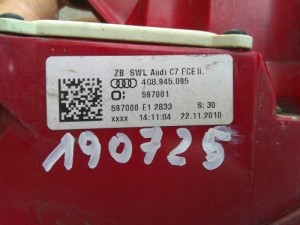 ZB SWL Audi C7 ECE li.
4G8.945.095
597001
597000 E1 2833 S: 30
xxxx 14:11:04 22.11.2010
190725